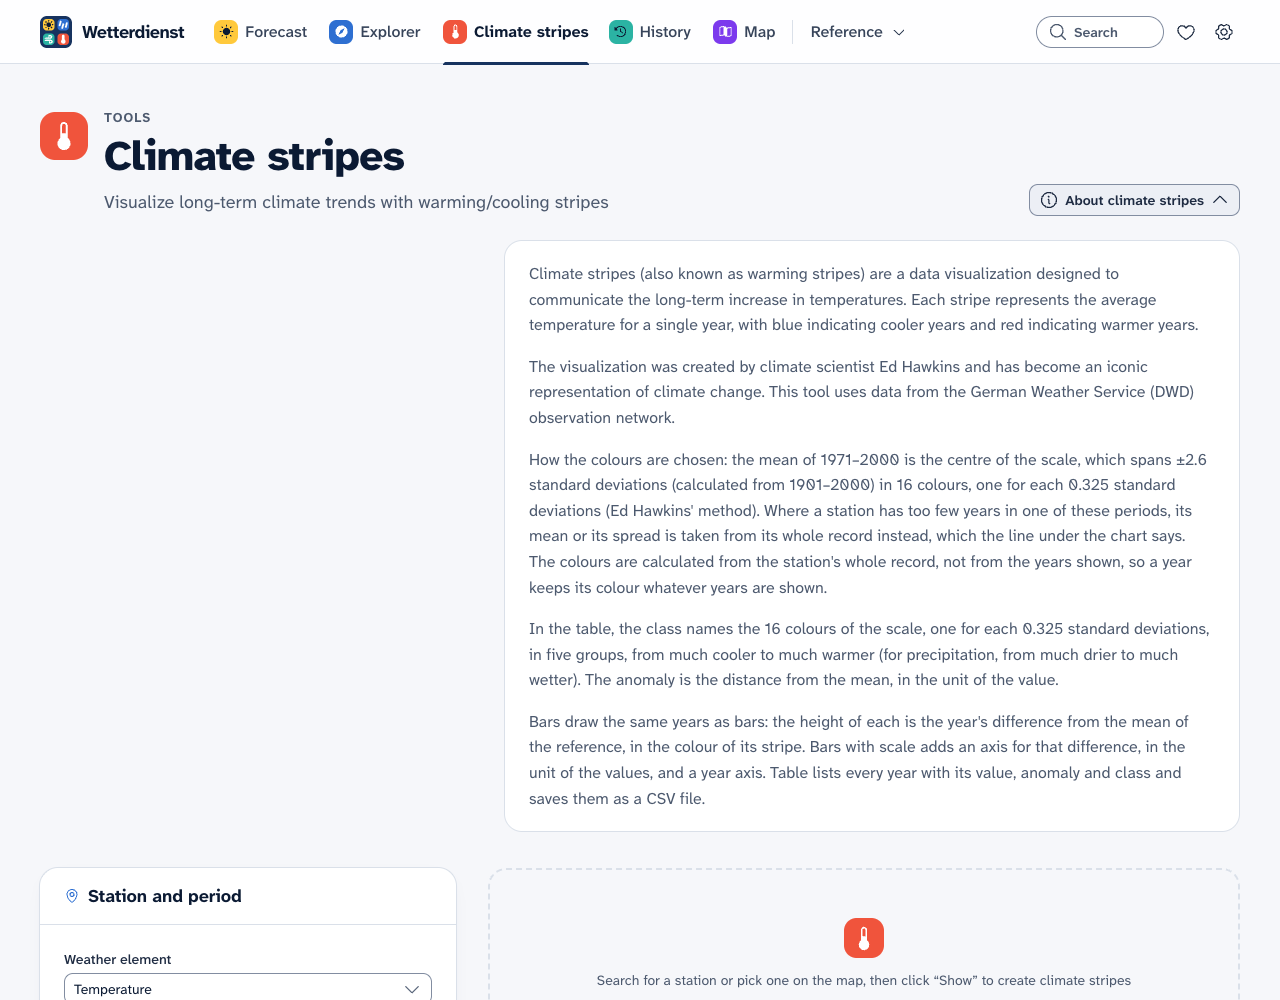 Wetterdienst
Forecast
Explorer
Climate stripes
History
Map
Reference
Search
TOOLS
Climate stripes
Visualize long-term climate trends with warming/cooling stripes
About climate stripes
Climate stripes (also known as warming stripes) are a data visualization designed to
communicate the long-term increase in temperatures. Each stripe represents the average
temperature for a single year, with blue indicating cooler years and red indicating warmer years.
The visualization was created by climate scientist Ed Hawkins and has become an iconic
representation of climate change. This tool uses data from the German Weather Service (DWD)
observation network.
How the colours are chosen: the mean of 1971–2000 is the centre of the scale, which spans ±2.6
standard deviations (calculated from 1901–2000) in 16 colours, one for each 0.325 standard
deviations (Ed Hawkins' method). Where a station has too few years in one of these periods, its
mean or its spread is taken from its whole record instead, which the line under the chart says.
The colours are calculated from the station's whole record, not from the years shown, so a year
keeps its colour whatever years are shown.
In the table, the class names the 16 colours of the scale, one for each 0.325 standard deviations,
in five groups, from much cooler to much warmer (for precipitation, from much drier to much
wetter). The anomaly is the distance from the mean, in the unit of the value.
Bars draw the same years as bars: the height of each is the year's difference from the mean of
the reference, in the colour of its stripe. Bars with scale adds an axis for that difference, in the
unit of the values, and a year axis. Table lists every year with its value, anomaly and class and
saves them as a CSV file.
Station and period
Weather element
Temperature
Search for a station or pick one on the map, then click “Show” to create climate stripes